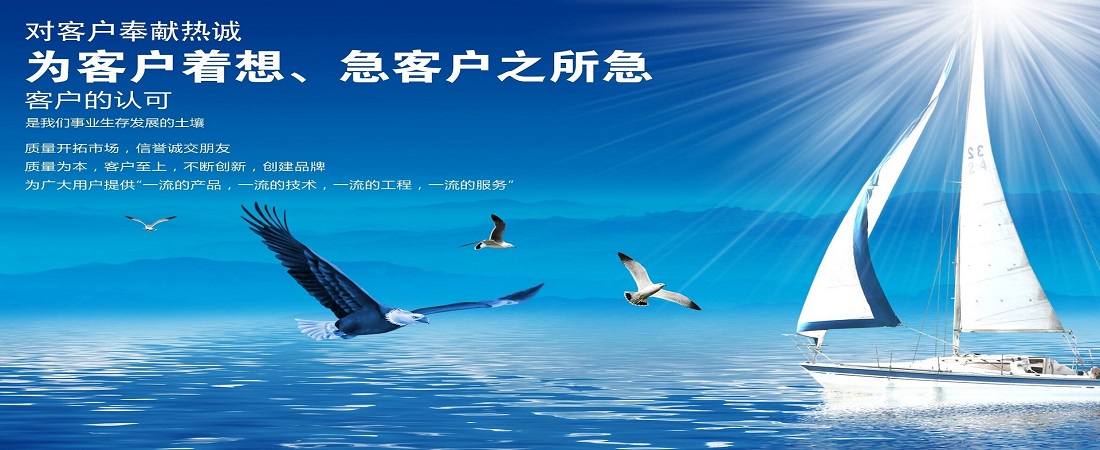 对客户奉献热诚
为客户着想、急客户之所急
客户的认可
是我们事业生存发展的土壤
质量开拓市场，信誉诚交朋友
质量为本，客户至上，不断创新，创建品牌
为广大用户提供“一流的产品，一流的技术，一流的工程，一流的服务”